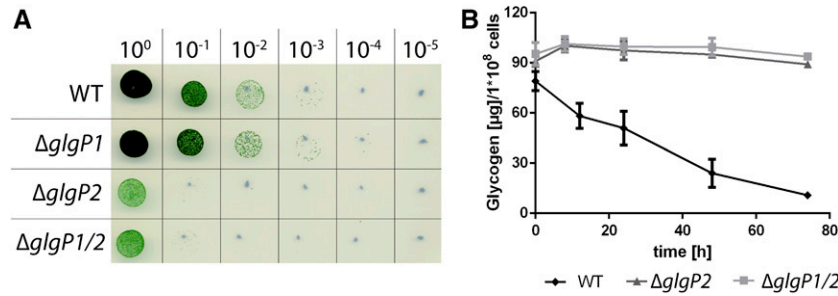 A
10⁰ 10⁻¹ 10⁻² 10⁻³ 10⁻⁴ 10⁻⁵
WT
ΔglgP1
ΔglgP2
ΔglgP1/2
B
Glycogen [µg]/1*10⁸ cells
120
90
60
30
0
0 20 40 60 80
time [h]
WT ΔglgP2 ΔglgP1/2